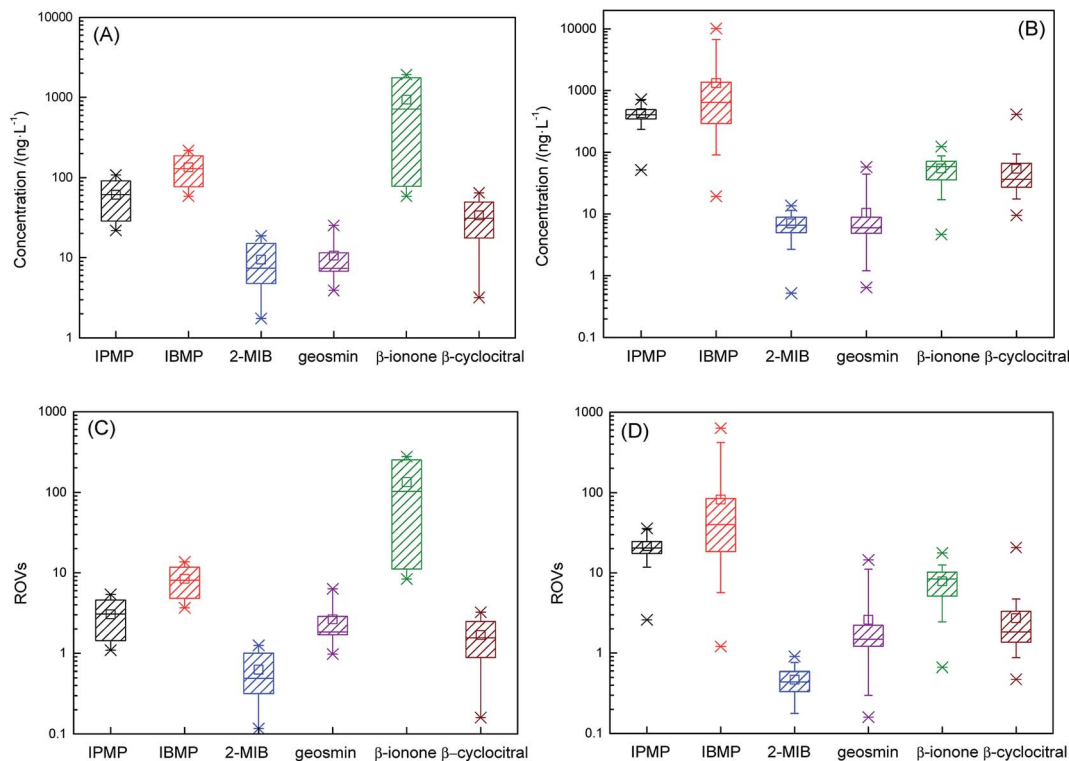 (A)
Concentration /(ng·L⁻¹)
10000
1000
100
10
1
IPMP IBMP 2-MIB geosmin β-ionone β-cyclocitral
(B)
Concentration /(ng·L⁻¹)
10000
1000
100
10
1
0.1
IPMP IBMP 2-MIB geosmin β-ionone β-cyclocitral
(C)
ROVs
1000
100
10
1
0.1
IPMP IBMP 2-MIB geosmin β-ionone β–cyclocitral
(D)
ROVs
1000
100
10
1
0.1
IPMP IBMP 2-MIB geosmin β-ionone β-cyclocitral